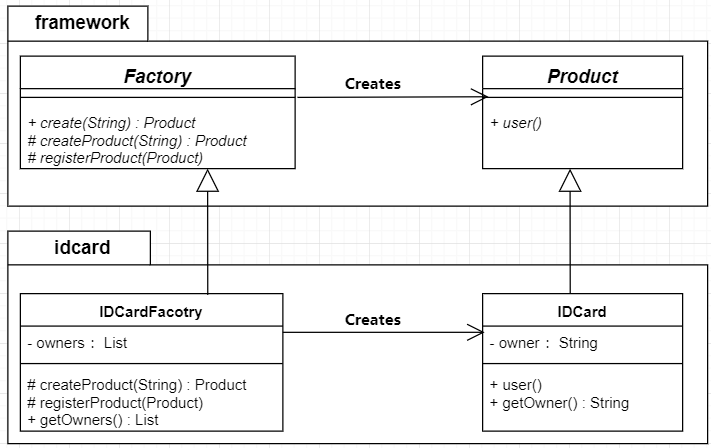 framework
Factory
+ create(String) : Product
# createProduct(String) : Product
# registerProduct(Product)
Creates
Product
+ user()
idcard
IDCardFacotry
- owners : List
# createProduct(String) : Product
# registerProduct(Product)
+ getOwners() : List
Creates
IDCard
- owner : String
+ user()
+ getOwner() : String